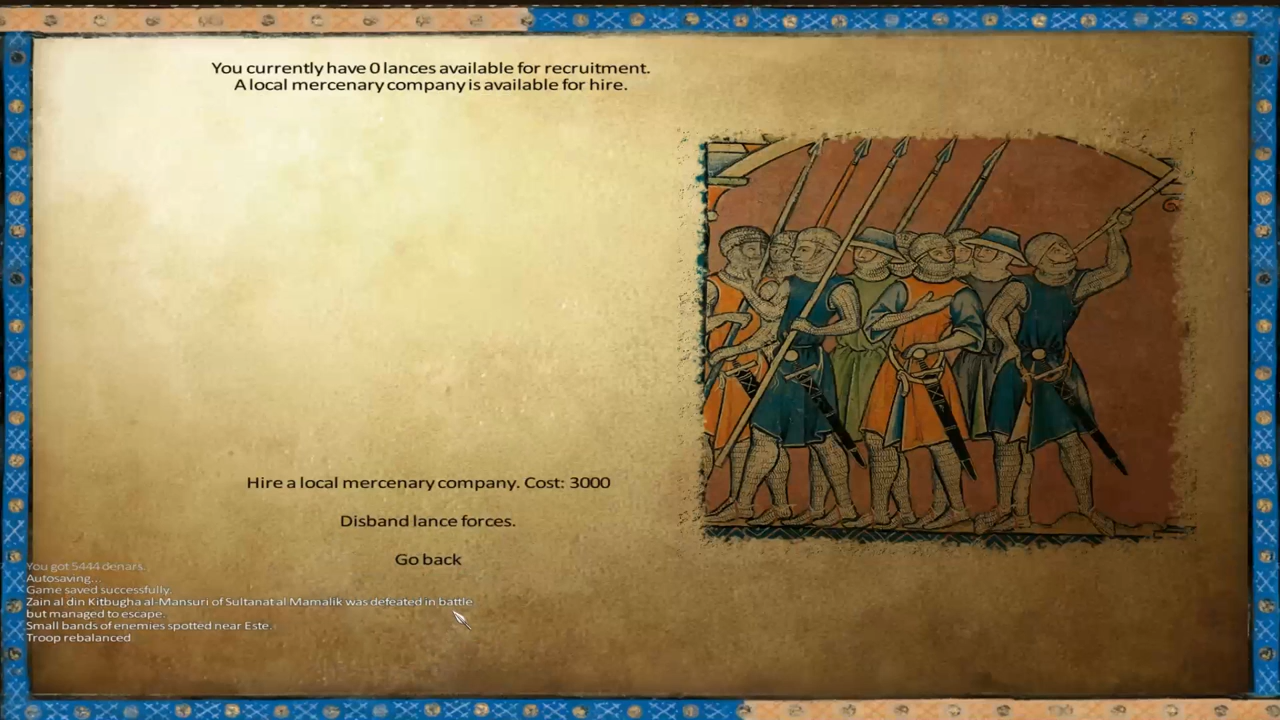 You currently have 0 lances available for recruitment.
A local mercenary company is available for hire.
Hire a local mercenary company. Cost: 3000
Disband lance forces.
Go back
You got 5444 denars.
Autosaving...
Game saved successfully.
Zain al din Kitbugha al-Mansuri of Sultanat al Mamalik was defeated in battle
but managed to escape.
Small bands of enemies spotted near Este.
Troop rebalanced